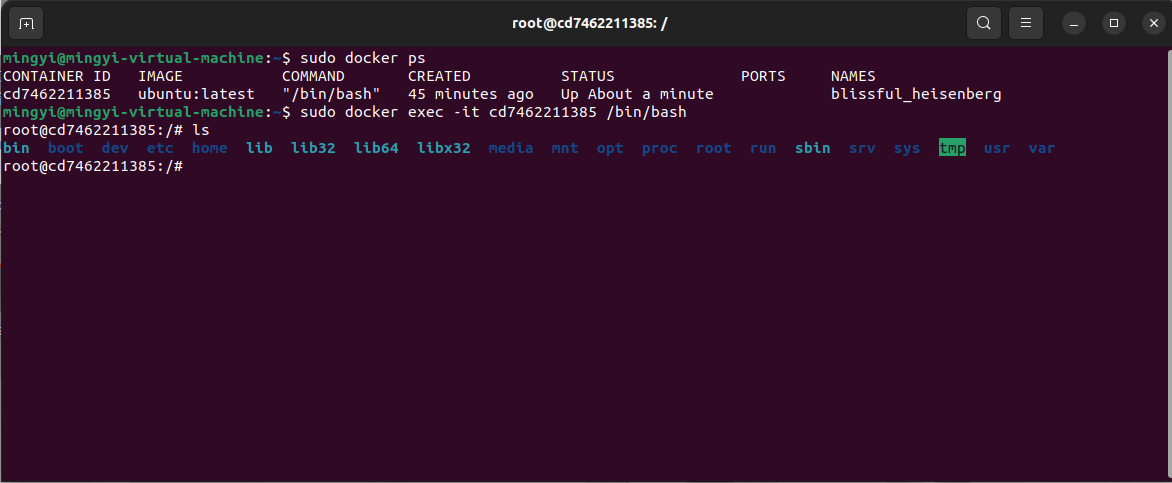 root@cd7462211385: /
mingyi@mingyi-virtual-machine:~$ sudo docker ps
CONTAINER ID   IMAGE           COMMAND       CREATED          STATUS              PORTS     NAMES
cd7462211385   ubuntu:latest   "/bin/bash"   45 minutes ago   Up About a minute             blissful_heisenberg
mingyi@mingyi-virtual-machine:~$ sudo docker exec -it cd7462211385 /bin/bash
root@cd7462211385:/# ls
bin  boot  dev  etc  home  lib  lib32  lib64  libx32  media  mnt  opt  proc  root  run  sbin  srv  sys  tmp  usr  var
root@cd7462211385:/#